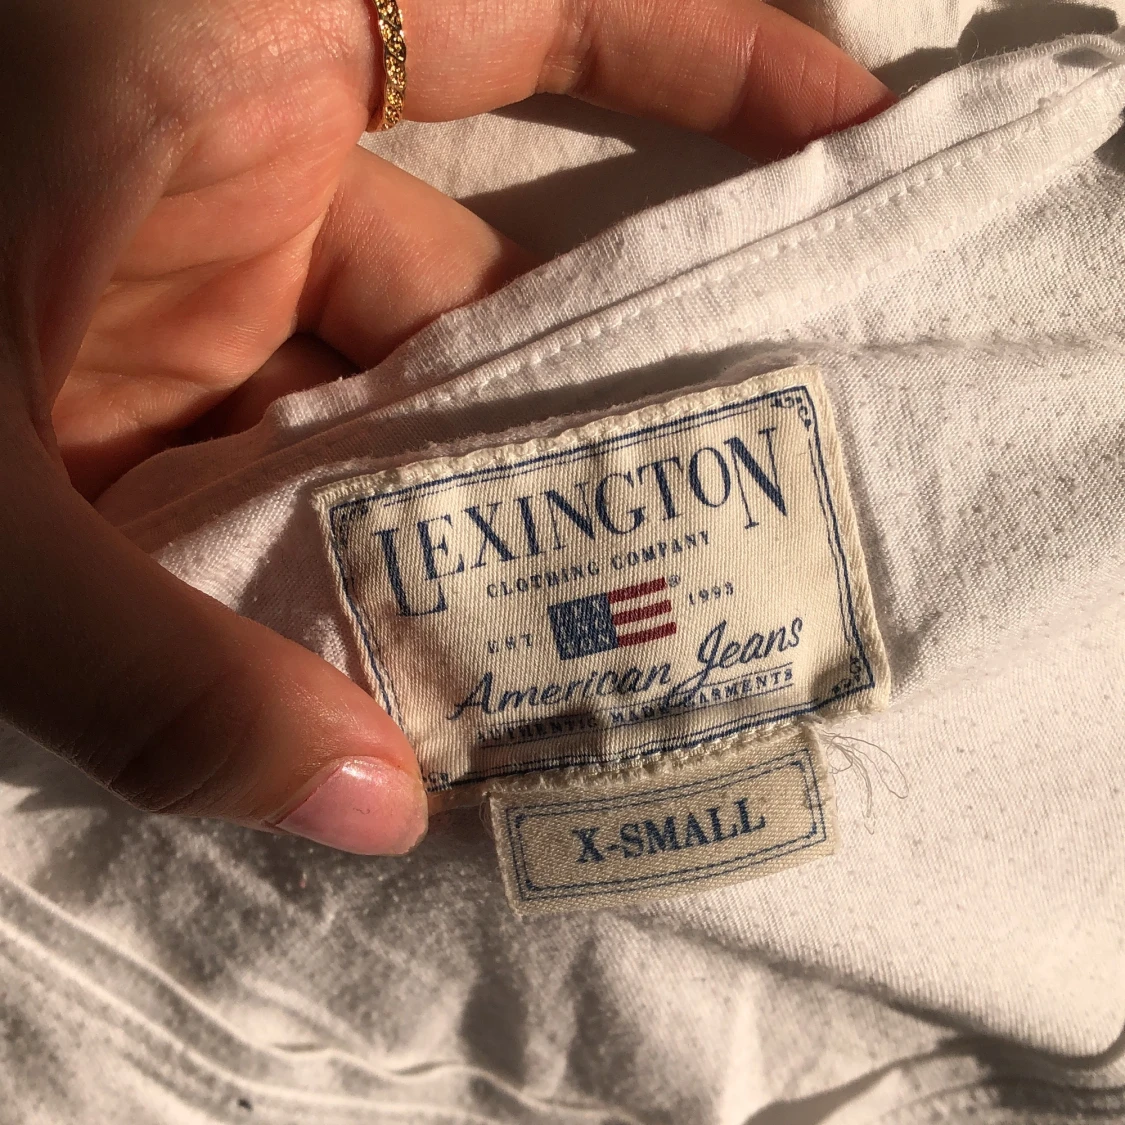 LEXINGTON
CLOTHING COMPANY
EST ® 1993
American Jeans
AUTHENTIC MADE GARMENTS
X-SMALL